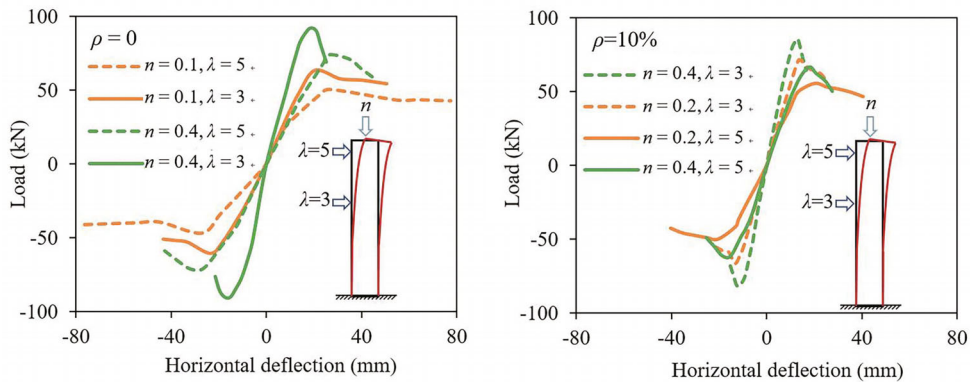 100
50
0
-50
-100
-80
-40
0
40
80
Load (kN)
Horizontal deflection (mm)
ρ = 0
n = 0.1, λ = 5
n = 0.1, λ = 3
n = 0.4, λ = 5
n = 0.4, λ = 3
n
λ=5
λ=3
100
50
0
-50
-100
-80
-40
0
40
80
Load (kN)
Horizontal deflection (mm)
ρ=10%
n = 0.4, λ = 3
n = 0.2, λ = 3
n = 0.2, λ = 5
n = 0.4, λ = 5
n
λ=5
λ=3